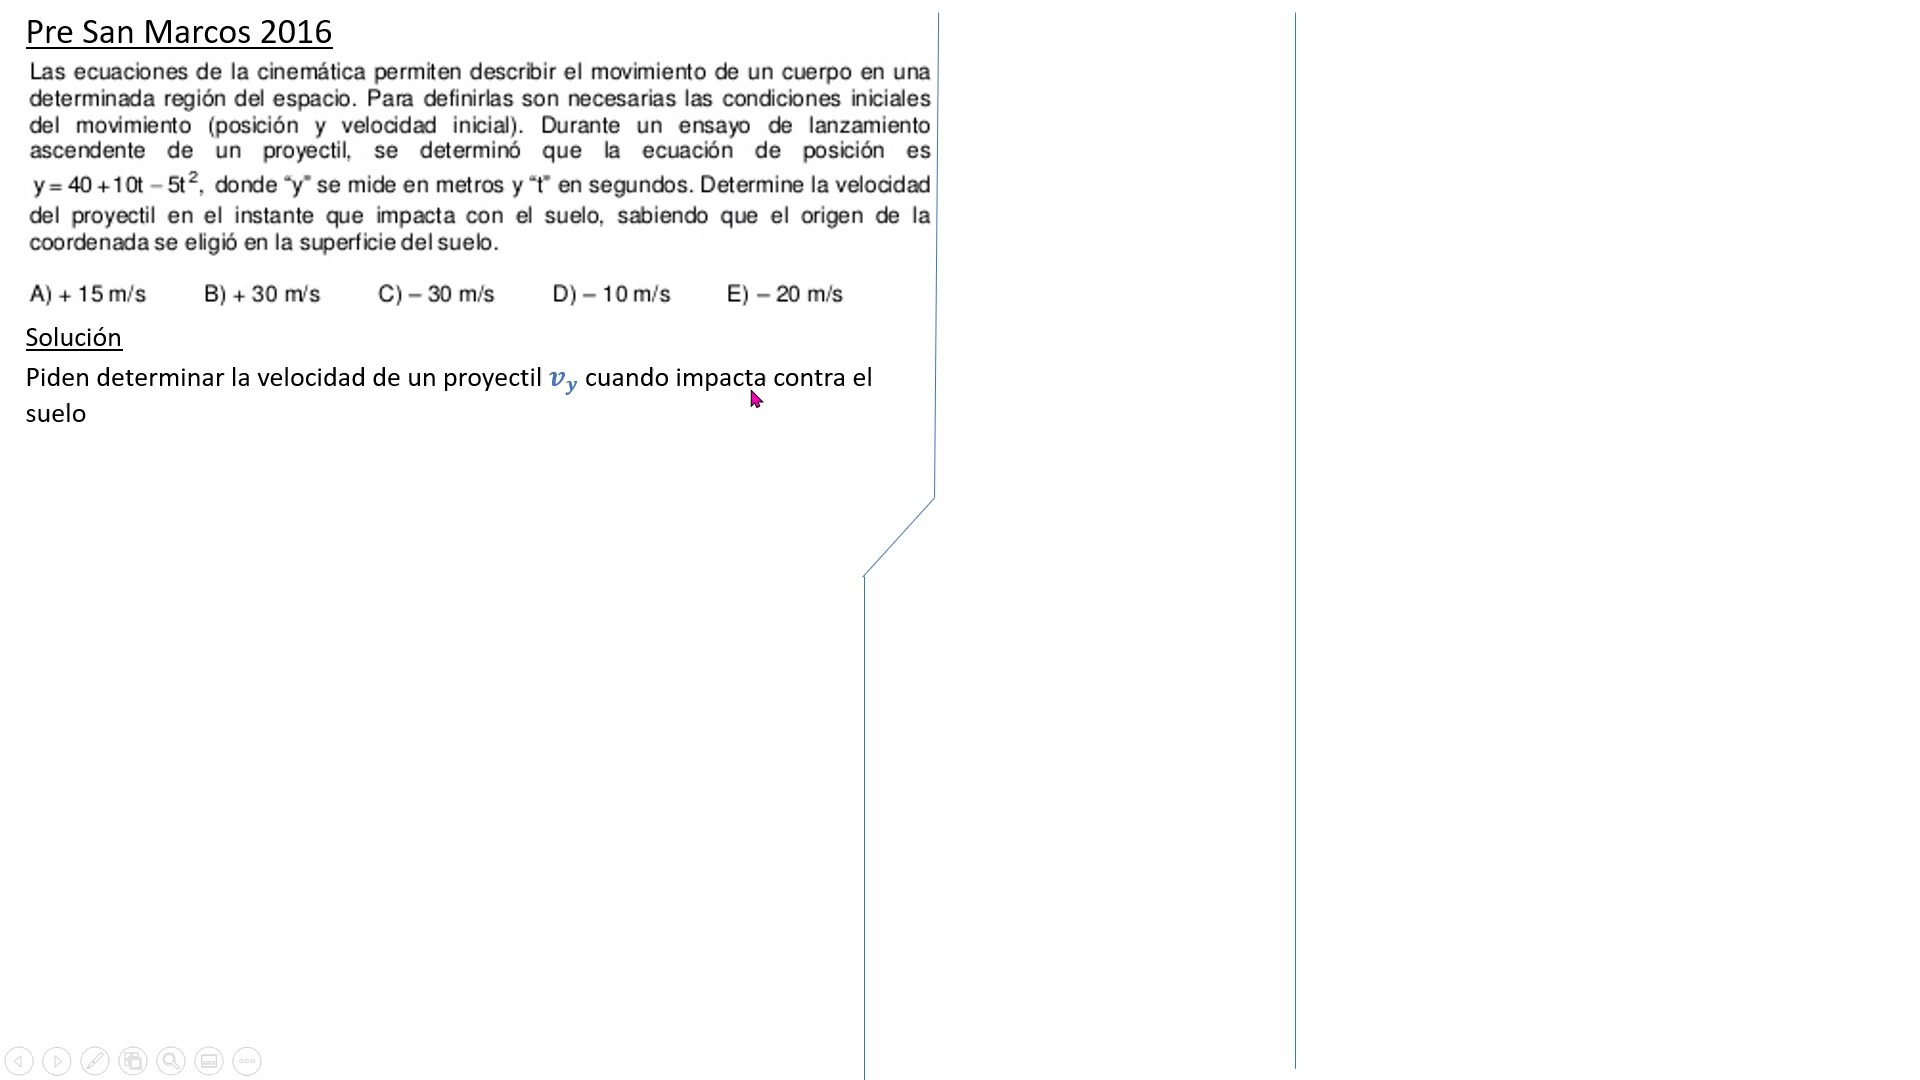 Pre San Marcos 2016
Las ecuaciones de la cinemática permiten describir el movimiento de un cuerpo en una
determinada región del espacio. Para definirlas son necesarias las condiciones iniciales
del movimiento (posición y velocidad inicial). Durante un ensayo de lanzamiento
ascendente de un proyectil, se determinó que la ecuación de posición es
y = 40 + 10t – 5t², donde “y” se mide en metros y “t” en segundos. Determine la velocidad
del proyectil en el instante que impacta con el suelo, sabiendo que el origen de la
coordenada se eligió en la superficie del suelo.
A) + 15 m/s B) + 30 m/s C) – 30 m/s D) – 10 m/s E) – 20 m/s
Solución
Piden determinar la velocidad de un proyectil v_y cuando impacta contra el
suelo